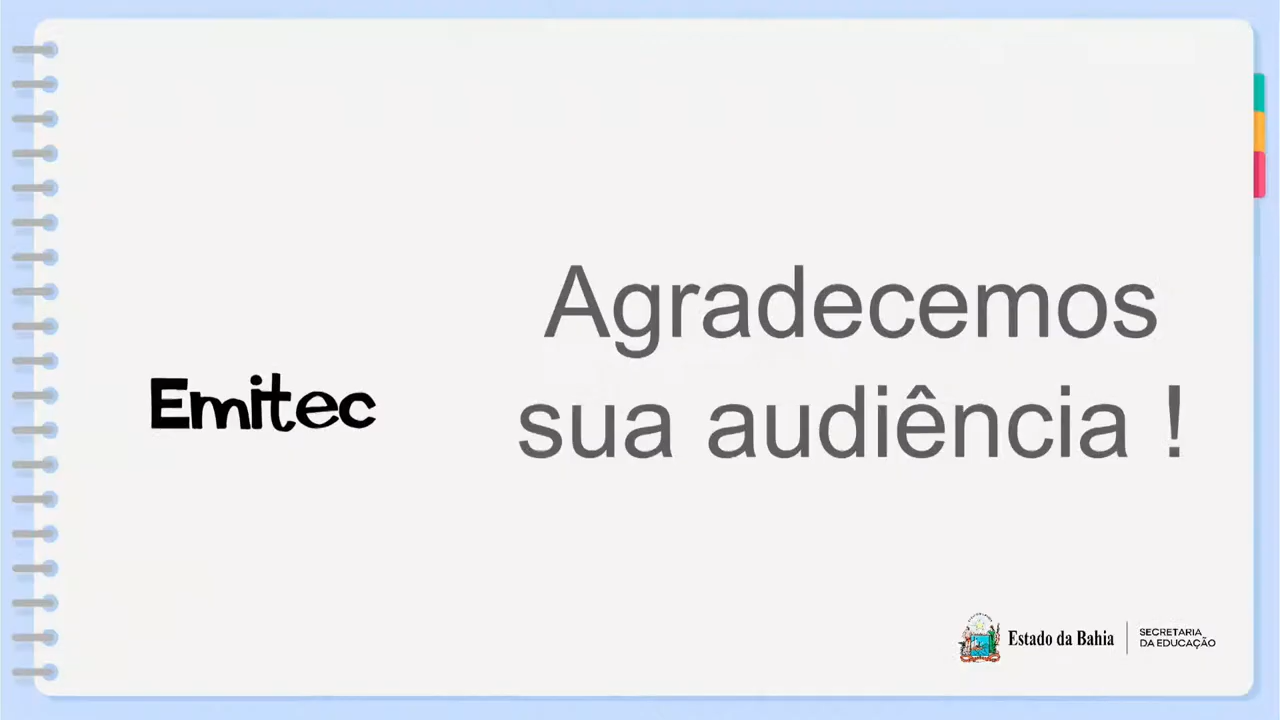 Agradecemos
sua audiência !
Emitec
Estado da Bahia
SECRETARIA
DA EDUCAÇÃO